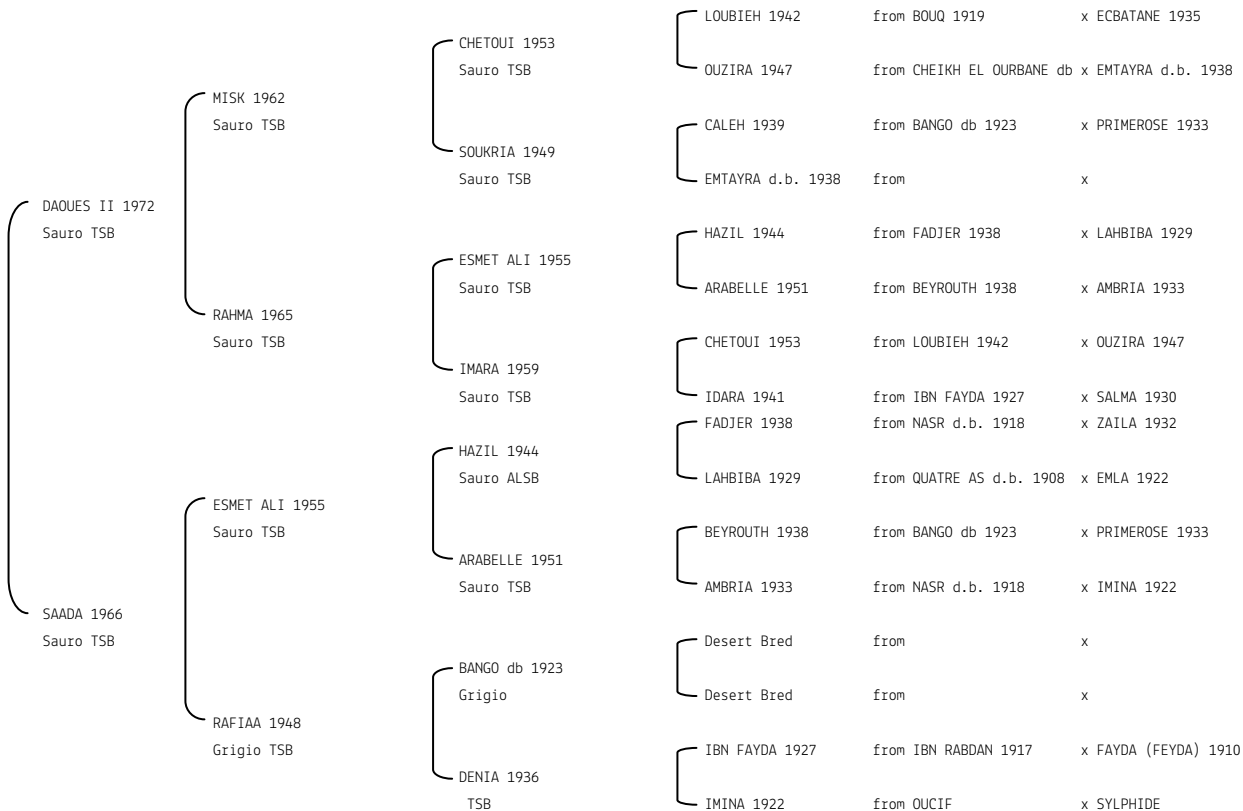 LOUBIEH 1942 from BOUQ 1919 x ECBATANE 1935
CHETOUI 1953
Sauro TSB OUZIRA 1947 from CHEIKH EL OURBANE db x EMTAYRA d.b. 1938
MISK 1962
Sauro TSB CALEH 1939 from BANGO db 1923 x PRIMEROSE 1933
SOUKRIA 1949
Sauro TSB EMTAYRA d.b. 1938 from x
DAOUES II 1972
Sauro TSB HAZIL 1944 from FADJER 1938 x LAHBIBA 1929
ESMET ALI 1955
Sauro TSB ARABELLE 1951 from BEYROUTH 1938 x AMBRIA 1933
RAHMA 1965
Sauro TSB CHETOUI 1953 from LOUBIEH 1942 x OUZIRA 1947
IMARA 1959
Sauro TSB IDARA 1941 from IBN FAYDA 1927 x SALMA 1930
FADJER 1938 from NASR d.b. 1918 x ZAILA 1932
HAZIL 1944
Sauro ALSB LAHBIBA 1929 from QUATRE AS d.b. 1908 x EMLA 1922
ESMET ALI 1955
Sauro TSB BEYROUTH 1938 from BANGO db 1923 x PRIMEROSE 1933
ARABELLE 1951
Sauro TSB AMBRIA 1933 from NASR d.b. 1918 x IMINA 1922
SAADA 1966
Sauro TSB Desert Bred from x
BANGO db 1923
Grigio Desert Bred from x
RAFIAA 1948
Grigio TSB IBN FAYDA 1927 from IBN RABDAN 1917 x FAYDA (FEYDA) 1910
DENIA 1936
TSB IMINA 1922 from OUCIF x SYLPHIDE